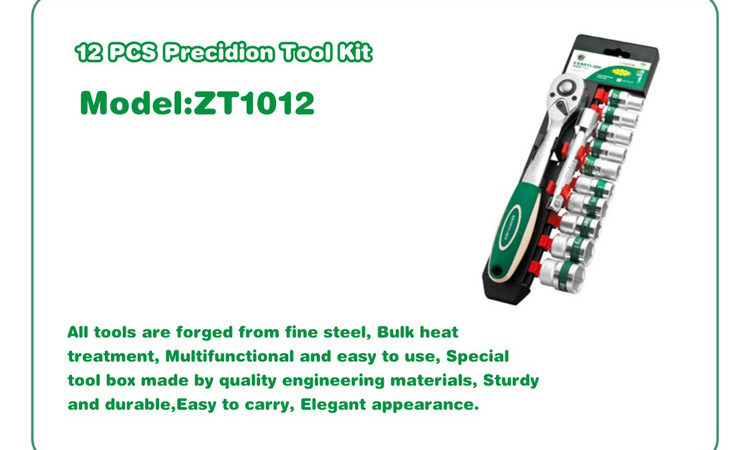 12 PCS Precidion Tool Kit
Model:ZT1012
All tools are forged from fine steel, Bulk heat
treatment, Multifunctional and easy to use, Special
tool box made by quality engineering materials, Sturdy
and durable,Easy to carry, Elegant appearance.